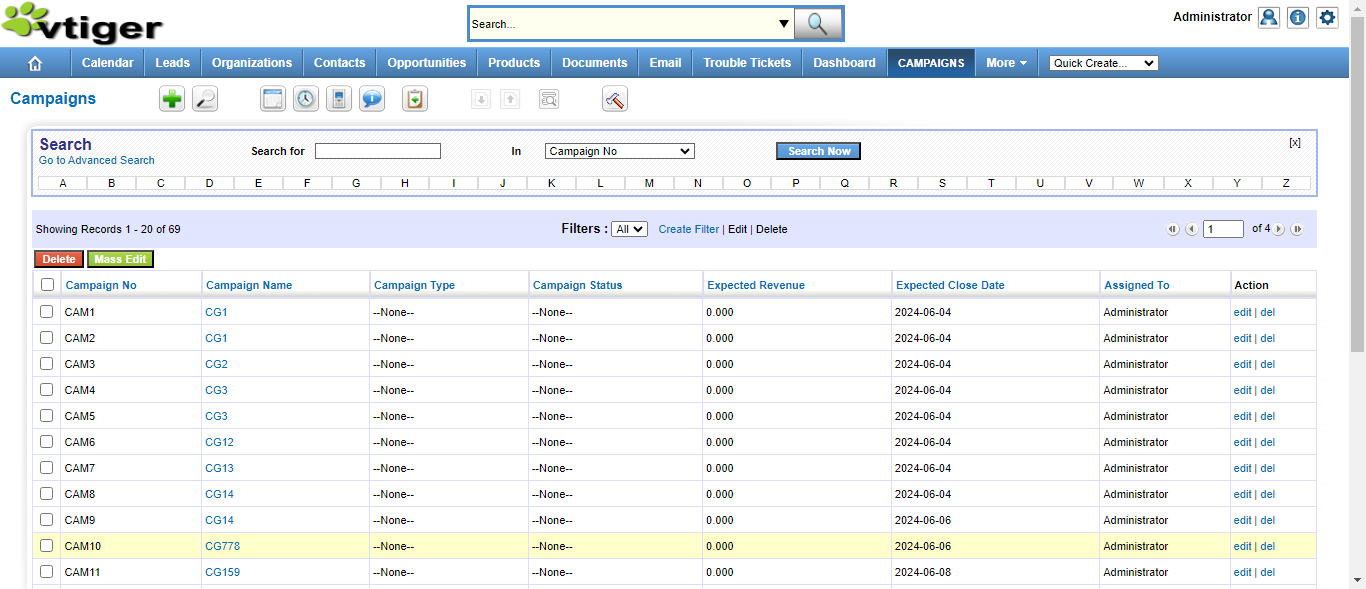 vtiger
Search...
Administrator
Calendar Leads Organizations Contacts Opportunities Products Documents Email Trouble Tickets Dashboard CAMPAIGNS More Quick Create...
Campaigns
Search
Go to Advanced Search
Search for In Campaign No Search Now [x]
A B C D E F G H I J K L M N O P Q R S T U V W X Y Z
Showing Records 1 - 20 of 69 Filters : All Create Filter | Edit | Delete 1 of 4
Delete Mass Edit
Campaign No Campaign Name Campaign Type Campaign Status Expected Revenue Expected Close Date Assigned To Action
CAM1 CG1 --None-- --None-- 0.000 2024-06-04 Administrator edit | del
CAM2 CG1 --None-- --None-- 0.000 2024-06-04 Administrator edit | del
CAM3 CG2 --None-- --None-- 0.000 2024-06-04 Administrator edit | del
CAM4 CG3 --None-- --None-- 0.000 2024-06-04 Administrator edit | del
CAM5 CG3 --None-- --None-- 0.000 2024-06-04 Administrator edit | del
CAM6 CG12 --None-- --None-- 0.000 2024-06-04 Administrator edit | del
CAM7 CG13 --None-- --None-- 0.000 2024-06-04 Administrator edit | del
CAM8 CG14 --None-- --None-- 0.000 2024-06-04 Administrator edit | del
CAM9 CG14 --None-- --None-- 0.000 2024-06-06 Administrator edit | del
CAM10 CG778 --None-- --None-- 0.000 2024-06-06 Administrator edit | del
CAM11 CG159 --None-- --None-- 0.000 2024-06-08 Administrator edit | del